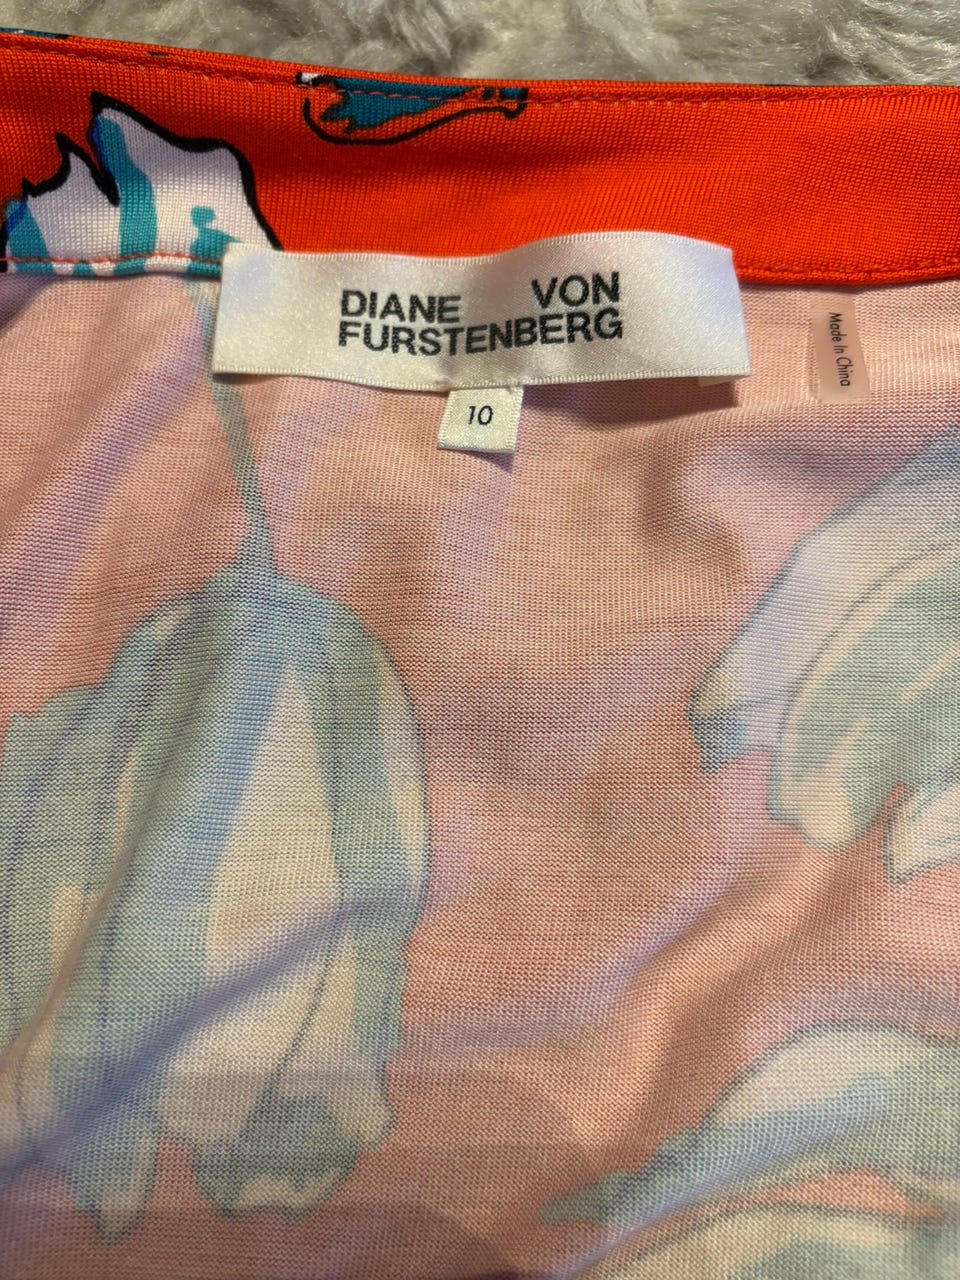 DIANE VON
FURSTENBERG
10
Made In China